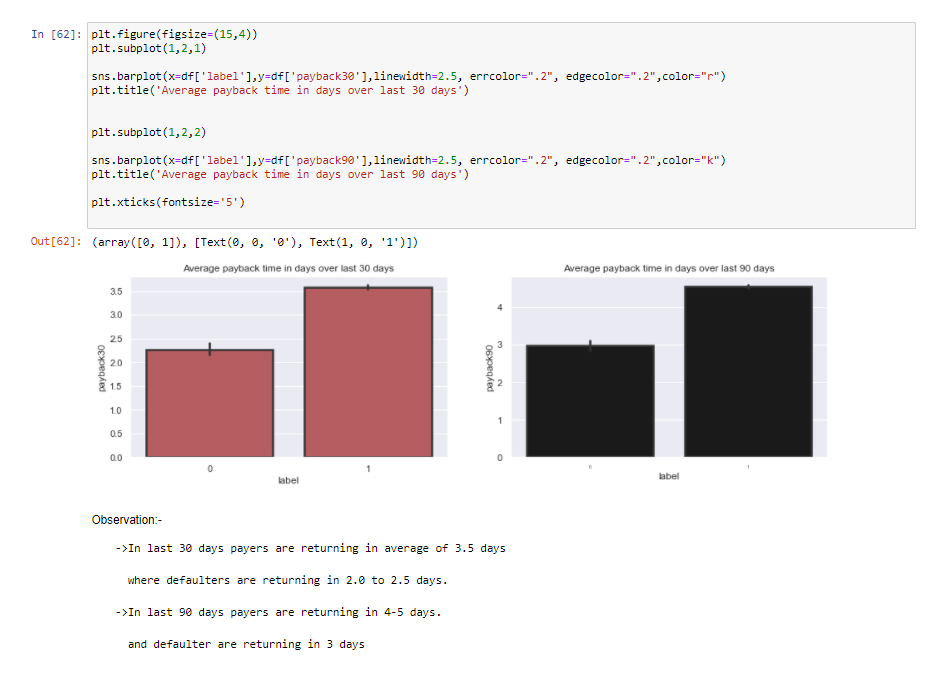 In [62]: plt.figure(figsize=(15,4))
plt.subplot(1,2,1)
sns.barplot(x=df['label'],y=df['payback30'],linewidth=2.5, errcolor=".2", edgecolor=".2",color="r")
plt.title('Average payback time in days over last 30 days')
plt.subplot(1,2,2)
sns.barplot(x=df['label'],y=df['payback90'],linewidth=2.5, errcolor=".2", edgecolor=".2",color="k")
plt.title('Average payback time in days over last 90 days')
plt.xticks(fontsize='5')
Out[62]: (array([0, 1]), [Text(0, 0, '0'), Text(1, 0, '1')])
Average payback time in days over last 30 days
3.5
3.0
2.5
2.0
1.5
1.0
0.5
0.0
payback30
0 1
label
Average payback time in days over last 90 days
4
3
2
1
0
payback90
0 1
label
Observation:-
->In last 30 days payers are returning in average of 3.5 days
where defaulters are returning in 2.0 to 2.5 days.
->In last 90 days payers are returning in 4-5 days.
and defaulter are returning in 3 days